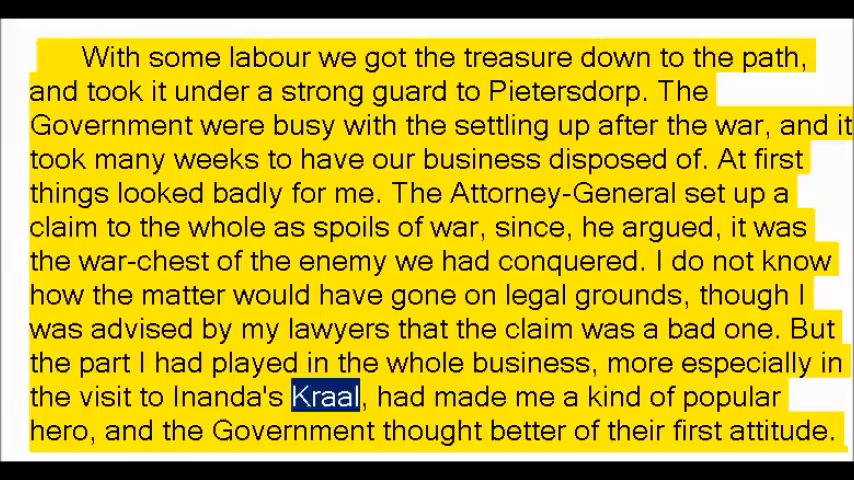 With some labour we got the treasure down to the path,
and took it under a strong guard to Pietersdorp. The
Government were busy with the settling up after the war, and it
took many weeks to have our business disposed of. At first
things looked badly for me. The Attorney-General set up a
claim to the whole as spoils of war, since, he argued, it was
the war-chest of the enemy we had conquered. I do not know
how the matter would have gone on legal grounds, though I
was advised by my lawyers that the claim was a bad one. But
the part I had played in the whole business, more especially in
the visit to Inanda's Kraal, had made me a kind of popular
hero, and the Government thought better of their first attitude.